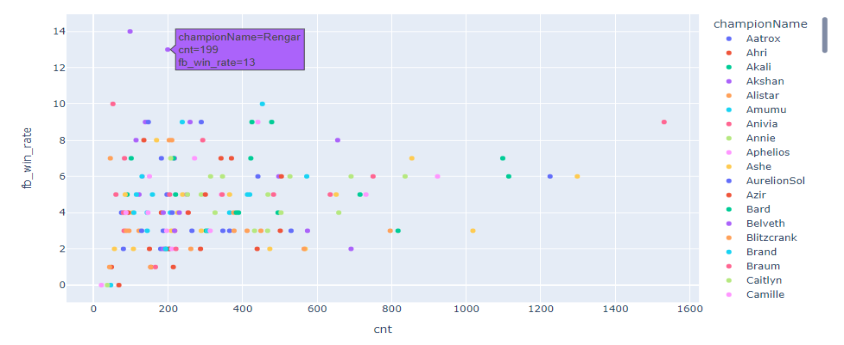 championName
Aatrox
Ahri
Akali
Akshan
Alistar
Amumu
Anivia
Annie
Aphelios
Ashe
AurelionSol
Azir
Bard
Belveth
Blitzcrank
Brand
Braum
Caitlyn
Camille
championName=Rengar
cnt=199
fb_win_rate=13
fb_win_rate
14
12
10
8
6
4
2
0
0 200 400 600 800 1000 1200 1400 1600
cnt